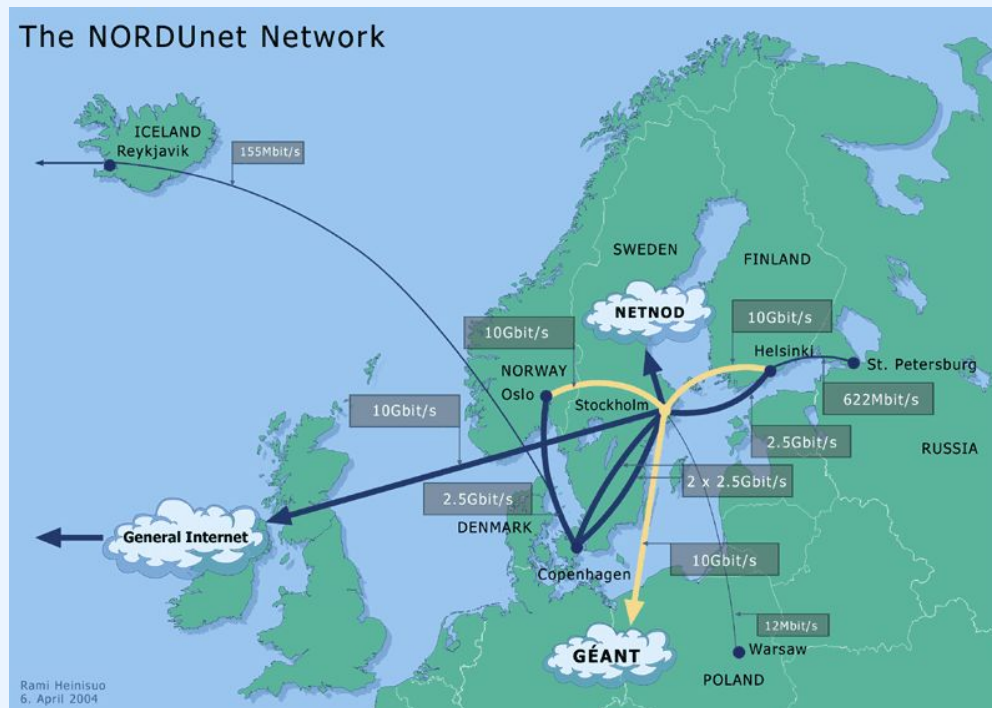 The NORDUnet Network
ICELAND
Reykjavik
155Mbit/s
SWEDEN
FINLAND
NETNOD
10Gbit/s
10Gbit/s
Helsinki
St. Petersburg
NORWAY
Oslo
Stockholm
622Mbit/s
10Gbit/s
2.5Gbit/s
RUSSIA
2 x 2.5Gbit/s
2.5Gbit/s
DENMARK
General Internet
10Gbit/s
Copenhagen
12Mbit/s
GÉANT
Warsaw
POLAND
Rami Heinisuo
6. April 2004